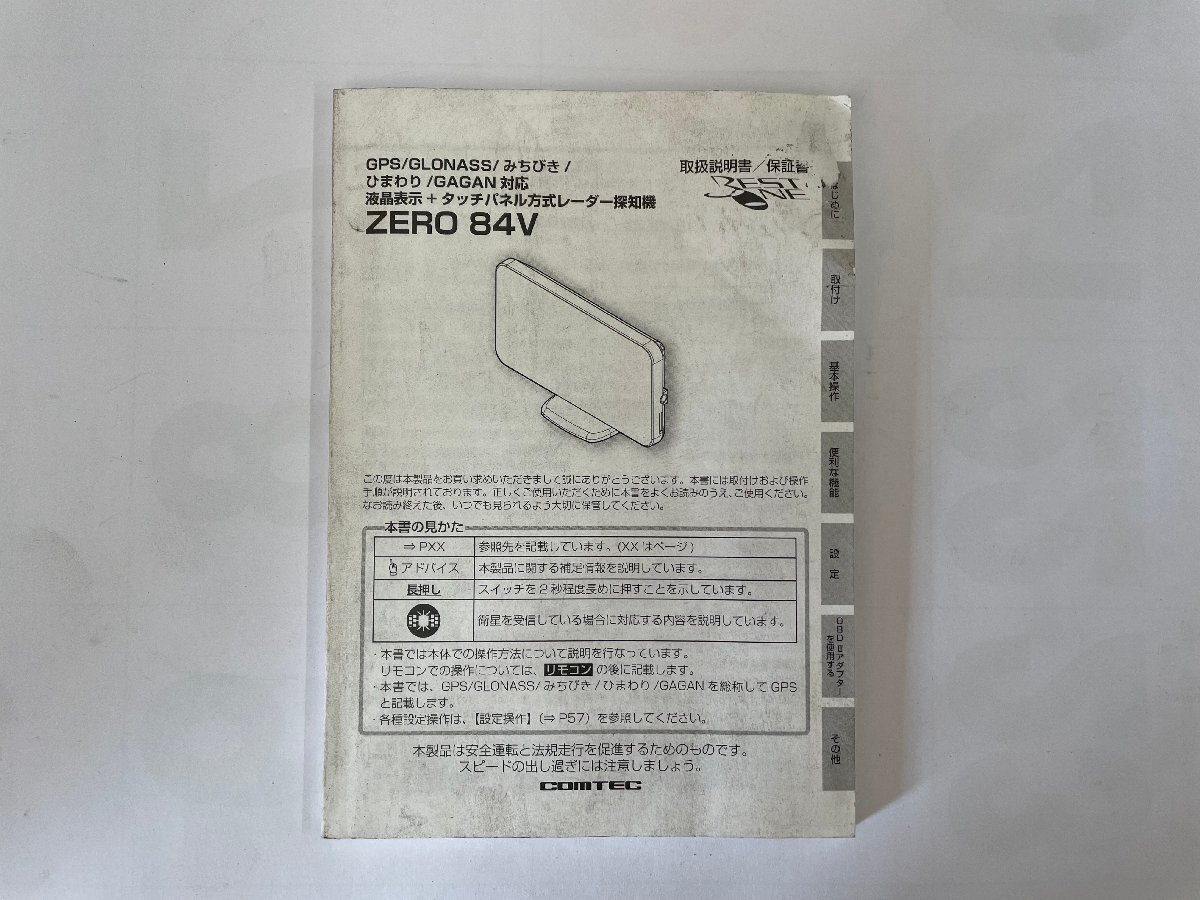 GPS/GLONASS/みちびき/
ひまわり/GAGAN 対応
液晶表示＋タッチパネル方式レーダー探知機
ZERO 84V
取扱説明書／保証書
REST ONE
はじめに
取付け
基本操作
便利な機能
設定
OBDⅡアダプターを使用する
その他
この度は本製品をお買い求めいただきまして誠にありがとうございます。本書には取付けおよび操作
手順が説明されております。正しくご使用いただくために本書をよくお読みのうえ、ご使用ください。
なお読み終えた後、いつでも見られるよう大切に保管してください。
本書の見かた
⇒PXX 参照先を記載しています。(XXはページ)
アドバイス 本製品に関する補足情報を説明しています。
長押し スイッチを2秒程度長めに押すことを示しています。
衛星を受信している場合に対応する内容を説明しています。
・本書では本体での操作方法について説明を行なっています。
リモコンでの操作については、リモコンの後に記載します。
・本書では、GPS/GLONASS/みちびき/ひまわり/GAGANを総称してGPS
と記載します。
・各種設定操作は、【設定操作】(⇒P57)を参照してください。
本製品は安全運転と法規走行を促進するためのものです。
スピードの出し過ぎには注意しましょう。
COMTEC